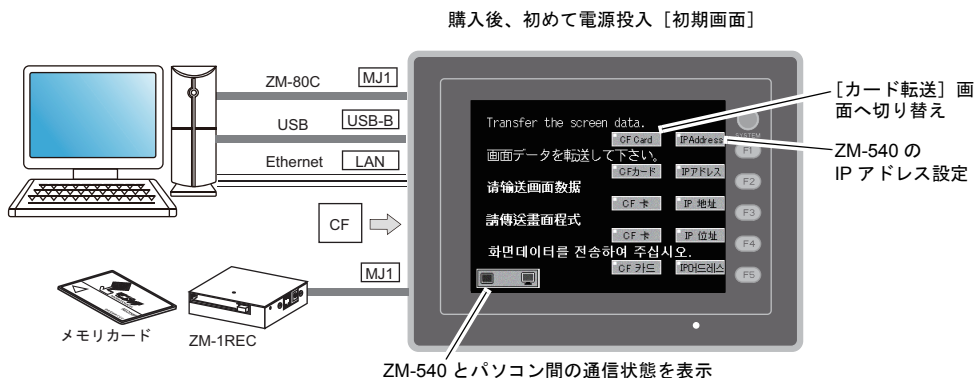 購入後、初めて電源投入［初期画面］
ZM-80C
MJ1
USB
USB-B
Ethernet
LAN
CF
MJ1
メモリカード
ZM-1REC
Transfer the screen data.
CF Card
IPAddress
画面データを転送して下さい。
CFカード
IPアドレス
请输送画面数据
CF 卡
IP 地址
請傳送畫面程式
CF 卡
IP 位址
화면데이터를 전송하여 주십시오.
CF 카드
IP어드레스
SYSTEM
F1
F2
F3
F4
F5
［カード転送］画
面へ切り替え
ZM-540 の
IP アドレス設定
ZM-540 とパソコン間の通信状態を表示